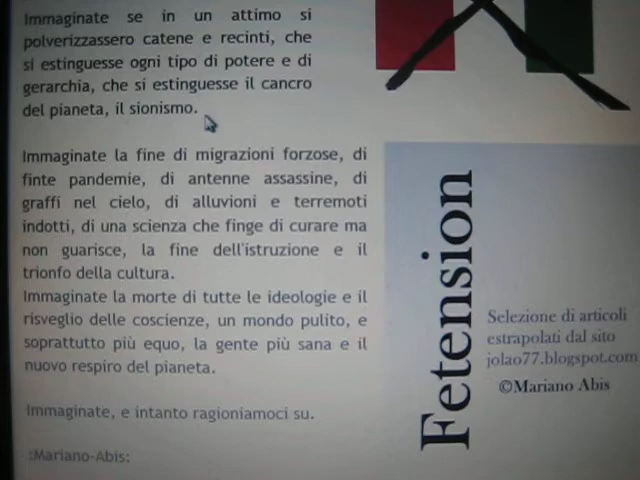 Immaginate se in un attimo si
polverizzassero catene e recinti, che
si estinguesse ogni tipo di potere e di
gerarchia, che si estinguesse il cancro
del pianeta, il sionismo.
Immaginate la fine di migrazioni forzose, di
finte pandemie, di antenne assassine, di
graffi nel cielo, di alluvioni e terremoti
indotti, di una scienza che finge di curare ma
non guarisce, la fine dell'istruzione e il
trionfo della cultura.
Immaginate la morte di tutte le ideologie e il
risveglio delle coscienze, un mondo pulito, e
soprattutto più equo, la gente più sana e il
nuovo respiro del pianeta.
Immaginate, e intanto ragioniamoci su.
:Mariano-Abis:
Fetension
Selezione di articoli
estrapolati dal sito
jolao77.blogspot.com
©Mariano Abis